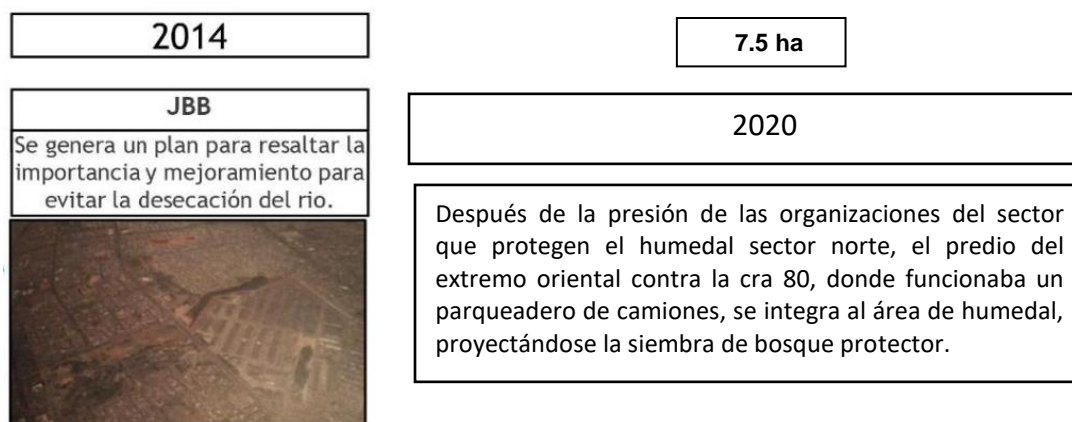 2014
JBB
Se genera un plan para resaltar la
importancia y mejoramiento para
evitar la desecación del rio.
7.5 ha
2020
Después de la presión de las organizaciones del sector
que protegen el humedal sector norte, el predio del
extremo oriental contra la cra 80, donde funcionaba un
parqueadero de camiones, se integra al área de humedal,
proyectándose la siembra de bosque protector.